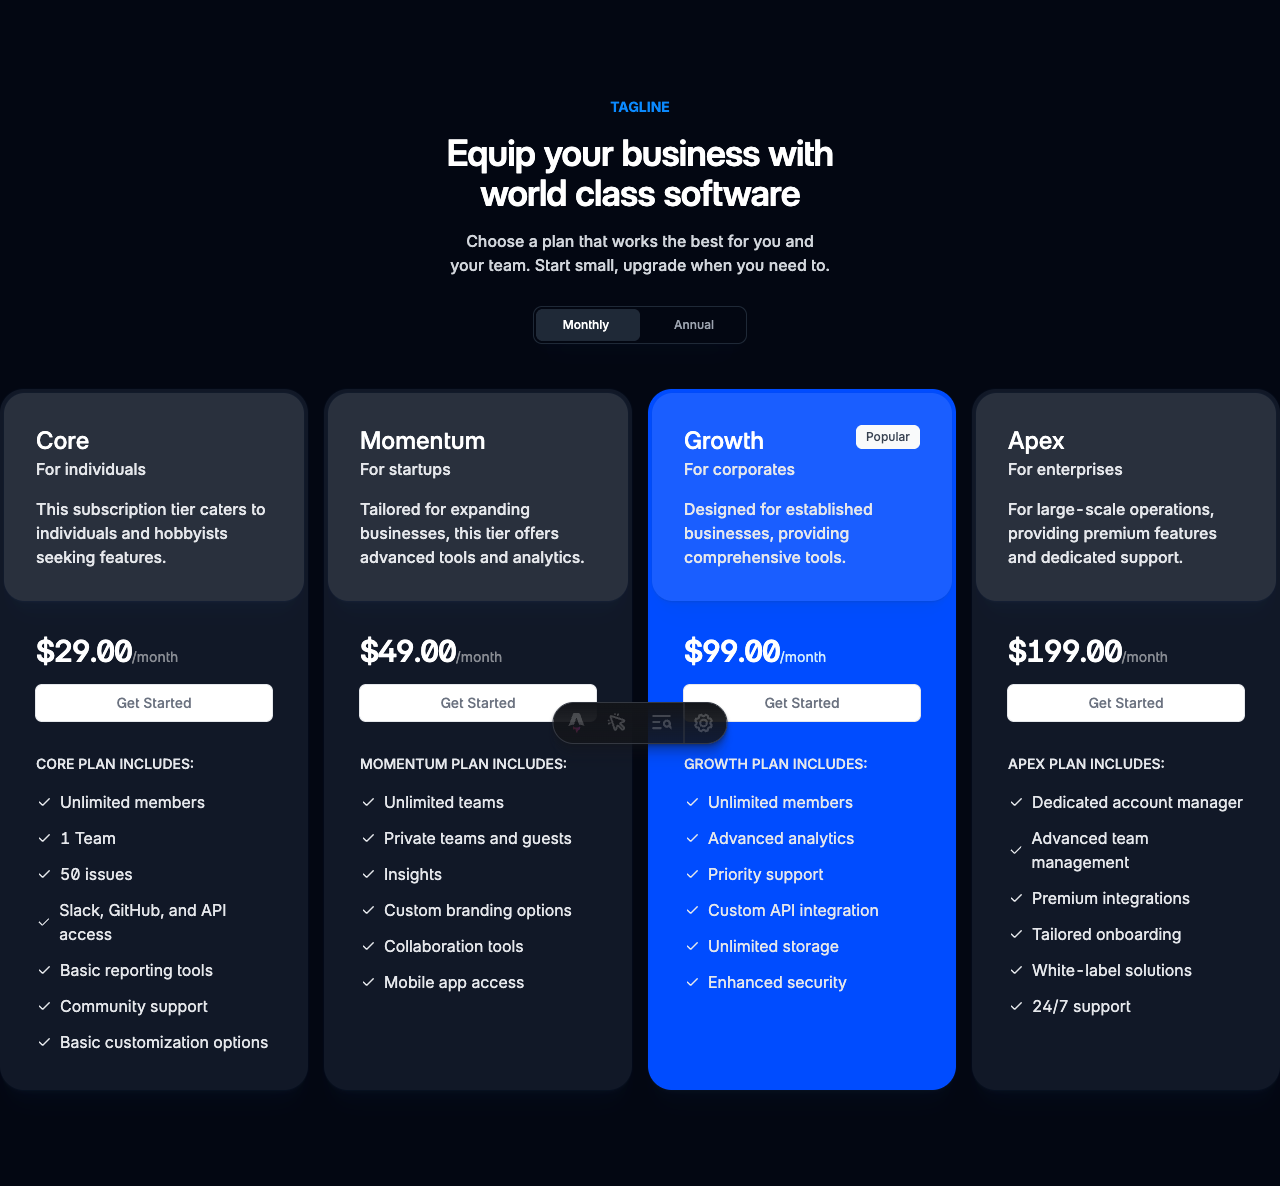 TAGLINE
Equip your business with
world class software
Choose a plan that works the best for you and
your team. Start small, upgrade when you need to.
Monthly
Annual
Core
For individuals
This subscription tier caters to
individuals and hobbyists
seeking features.
$29.00/month
Get Started
CORE PLAN INCLUDES:
Unlimited members
1 Team
50 issues
Slack, GitHub, and API
access
Basic reporting tools
Community support
Basic customization options
Momentum
For startups
Tailored for expanding
businesses, this tier offers
advanced tools and analytics.
$49.00/month
Get Started
MOMENTUM PLAN INCLUDES:
Unlimited teams
Private teams and guests
Insights
Custom branding options
Collaboration tools
Mobile app access
Growth
Popular
For corporates
Designed for established
businesses, providing
comprehensive tools.
$99.00/month
Get Started
GROWTH PLAN INCLUDES:
Unlimited members
Advanced analytics
Priority support
Custom API integration
Unlimited storage
Enhanced security
Apex
For enterprises
For large-scale operations,
providing premium features
and dedicated support.
$199.00/month
Get Started
APEX PLAN INCLUDES:
Dedicated account manager
Advanced team
management
Premium integrations
Tailored onboarding
White-label solutions
24/7 support